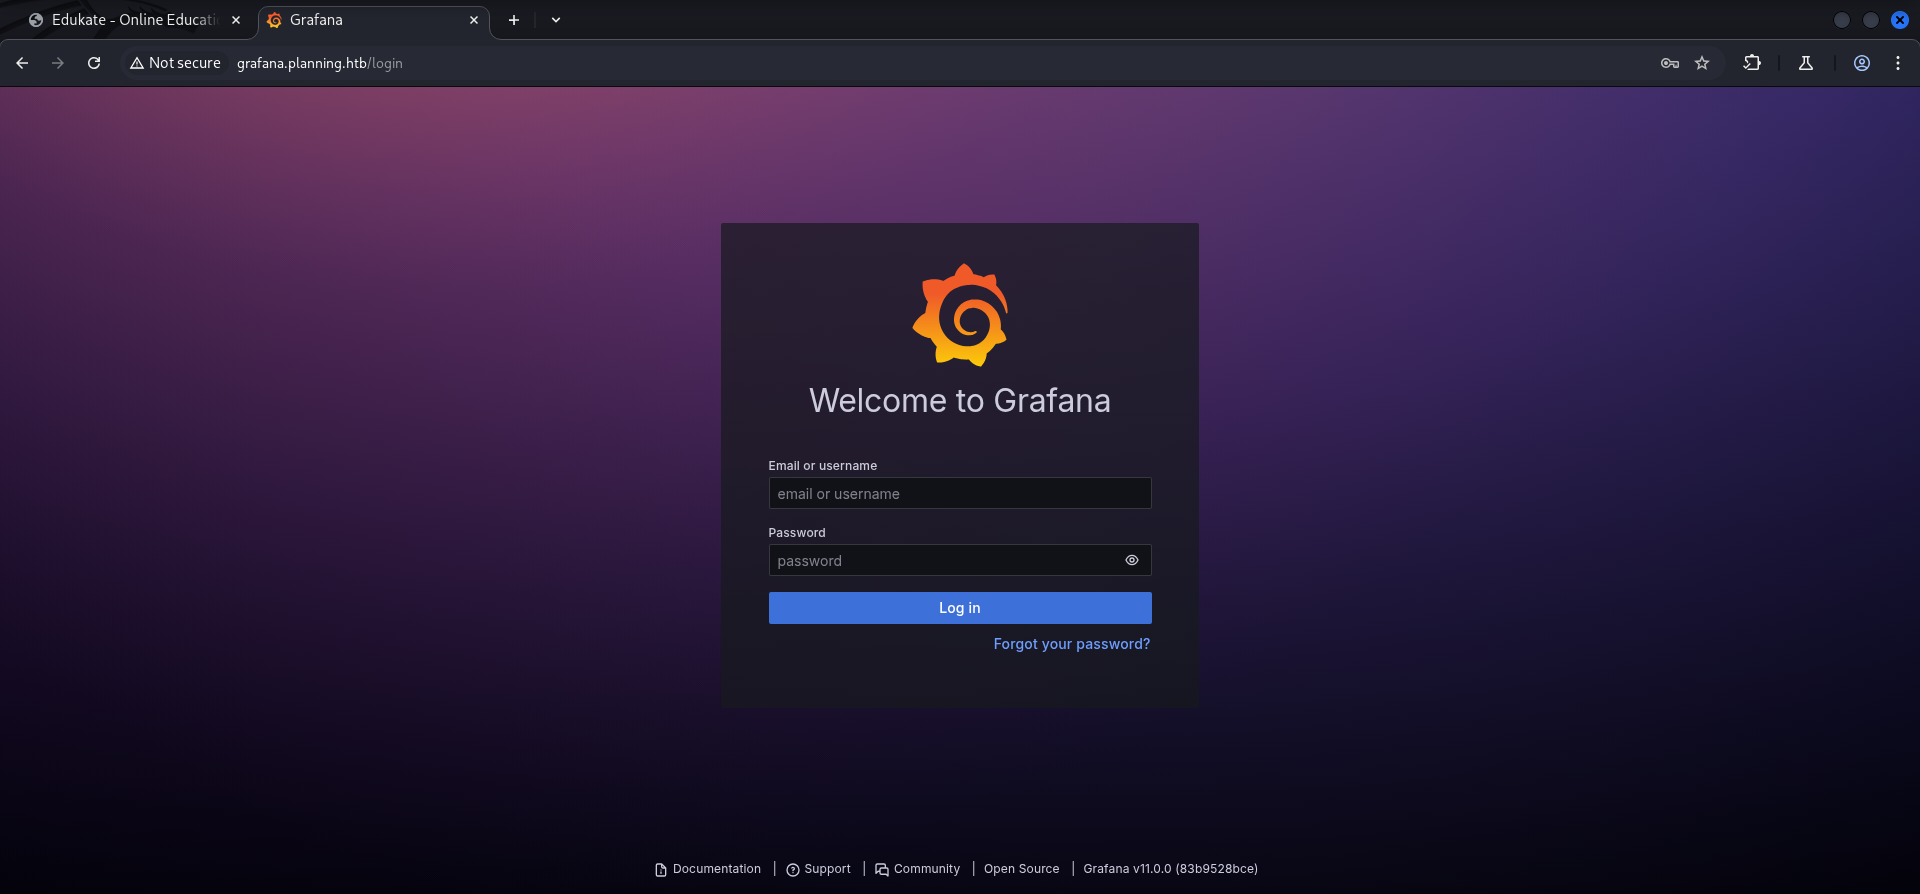 Edukate - Online Educati
Grafana
Not secure grafana.planning.htb/login
Welcome to Grafana
Email or username
email or username
Password
password
Log in
Forgot your password?
Documentation | Support | Community | Open Source | Grafana v11.0.0 (83b9528bce)